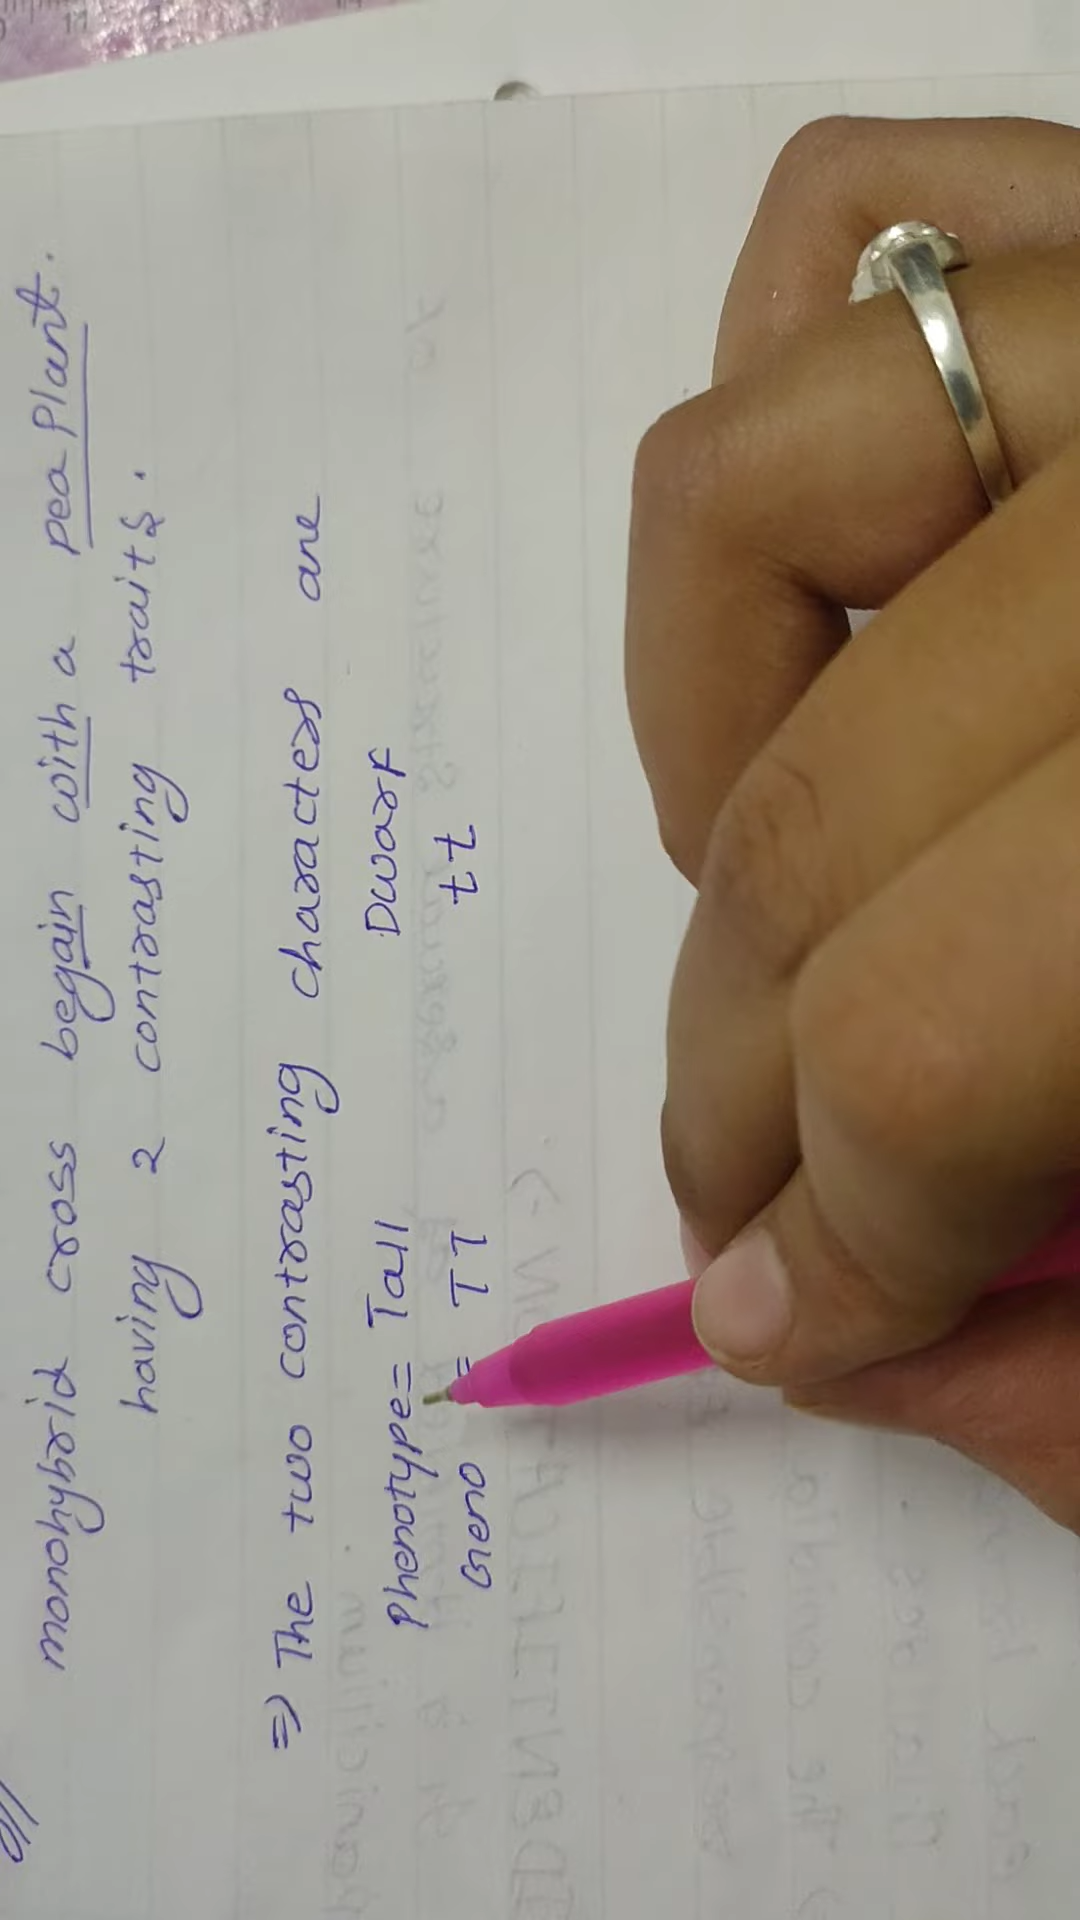 monohybrid cross begain with a pea Plant.
having 2 contrasting traits.
=) The two contrasting characters are
Phenotype = Tall Dwarf
Geno = TT tt